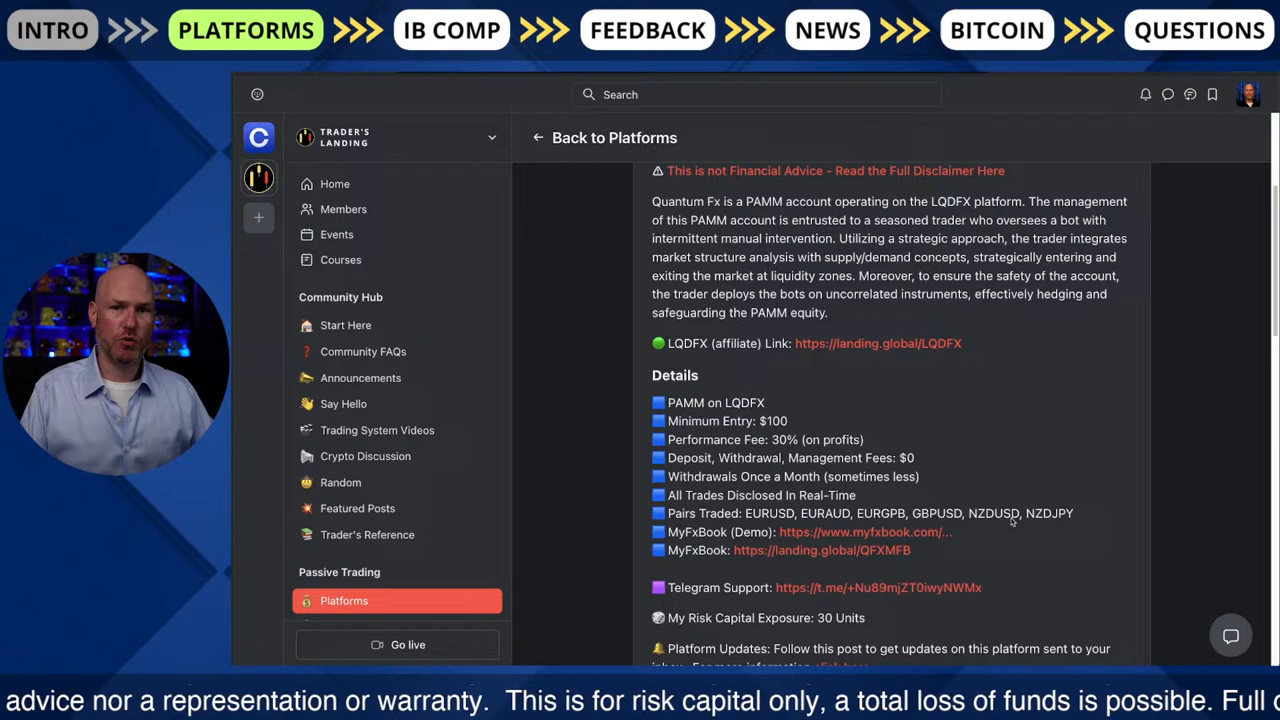 INTRO
PLATFORMS
IB COMP
FEEDBACK
NEWS
BITCOIN
QUESTIONS
Search
TRADER'S
LANDING
Home
Members
Events
Courses
Community Hub
Start Here
Community FAQs
Announcements
Say Hello
Trading System Videos
Crypto Discussion
Random
Featured Posts
Trader's Reference
Passive Trading
Platforms
Go live
Back to Platforms
This is not Financial Advice - Read the Full Disclaimer Here
Quantum Fx is a PAMM account operating on the LQDFX platform. The management
of this PAMM account is entrusted to a seasoned trader who oversees a bot with
intermittent manual intervention. Utilizing a strategic approach, the trader integrates
market structure analysis with supply/demand concepts, strategically entering and
exiting the market at liquidity zones. Moreover, to ensure the safety of the account,
the trader deploys the bots on uncorrelated instruments, effectively hedging and
safeguarding the PAMM equity.
LQDFX (affiliate) Link: https://landing.global/LQDFX
Details
PAMM on LQDFX
Minimum Entry: $100
Performance Fee: 30% (on profits)
Deposit, Withdrawal, Management Fees: $0
Withdrawals Once a Month (sometimes less)
All Trades Disclosed In Real-Time
Pairs Traded: EURUSD, EURAUD, EURGPB, GBPUSD, NZDUSD, NZDJPY
MyFxBook (Demo): https://www.myfxbook.com/...
MyFxBook: https://landing.global/QFXMFB
Telegram Support: https://t.me/+Nu89mjZT0iwyNWMx
My Risk Capital Exposure: 30 Units
Platform Updates: Follow this post to get updates on this platform sent to your
inbox. For more information click here
advice nor a representation or warranty. This is for risk capital only, a total loss of funds is possible. Full